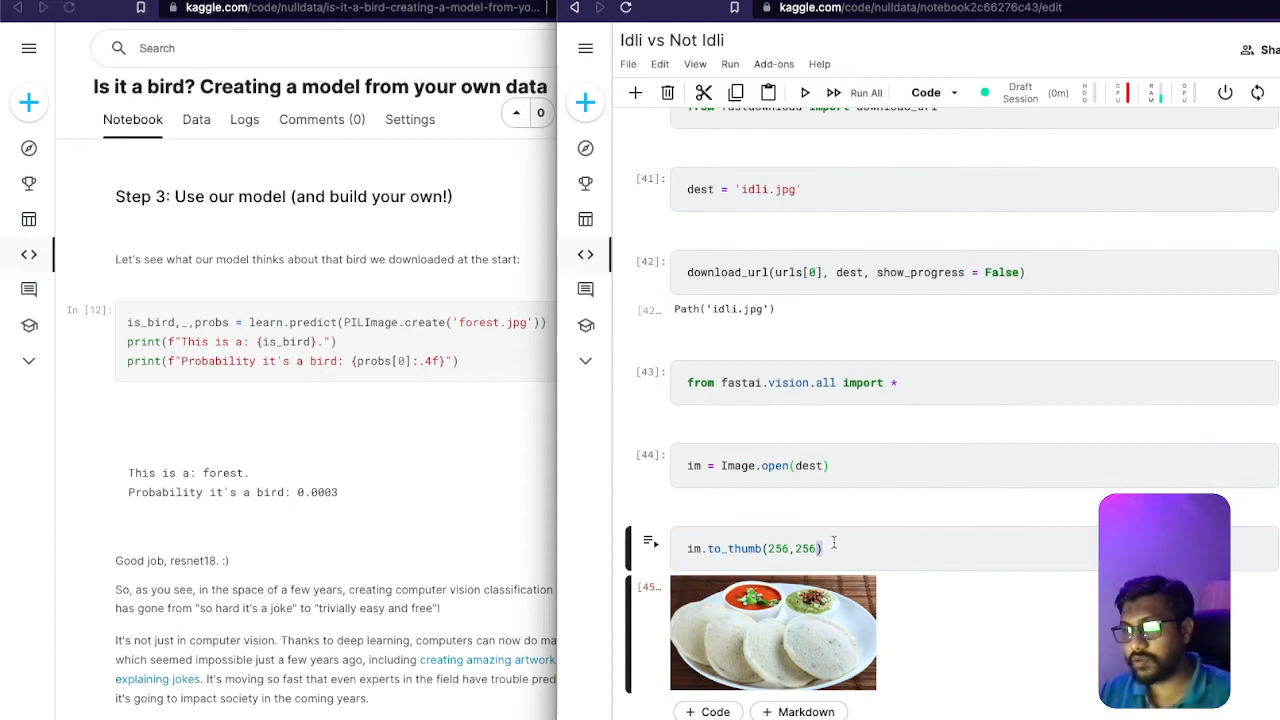 kaggle.com/code/nulldata/is-it-a-bird-creating-a-model-from-yo...
Search
Is it a bird? Creating a model from your own data
0
Notebook Data Logs Comments (0) Settings
Step 3: Use our model (and build your own!)
Let's see what our model thinks about that bird we downloaded at the start:
In [12]:
is_bird,_,probs = learn.predict(PILImage.create('forest.jpg'))
print(f"This is a: {is_bird}.")
print(f"Probability it's a bird: {probs[0]:.4f}")
This is a: forest.
Probability it's a bird: 0.0003
Good job, resnet18. :)
So, as you see, in the space of a few years, creating computer vision classification
has gone from "so hard it's a joke" to "trivially easy and free"!
It's not just in computer vision. Thanks to deep learning, computers can now do ma
which seemed impossible just a few years ago, including creating amazing artwork
explaining jokes. It's moving so fast that even experts in the field have trouble pred
it's going to impact society in the coming years.
kaggle.com/code/nulldata/notebook2c66276c43/edit
Idli vs Not Idli
Sha
File Edit View Run Add-ons Help
Run All Code Draft Session (0m) HDD CPU RAM GPU
from fastdownload import download_url
[41]:
dest = 'idli.jpg'
[42]:
download_url(urls[0], dest, show_progress = False)
[42...
Path('idli.jpg')
[43]:
from fastai.vision.all import *
[44]:
im = Image.open(dest)
im.to_thumb(256,256)
[45...
+ Code + Markdown